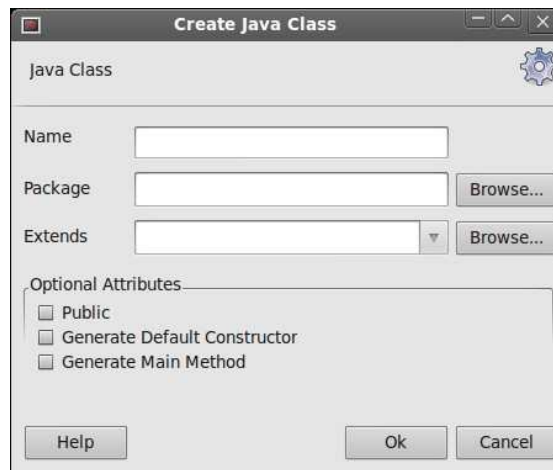 Create Java Class
Java Class
Name
Package
Browse...
Extends
Browse...
Optional Attributes
Public
Generate Default Constructor
Generate Main Method
Help
Ok
Cancel